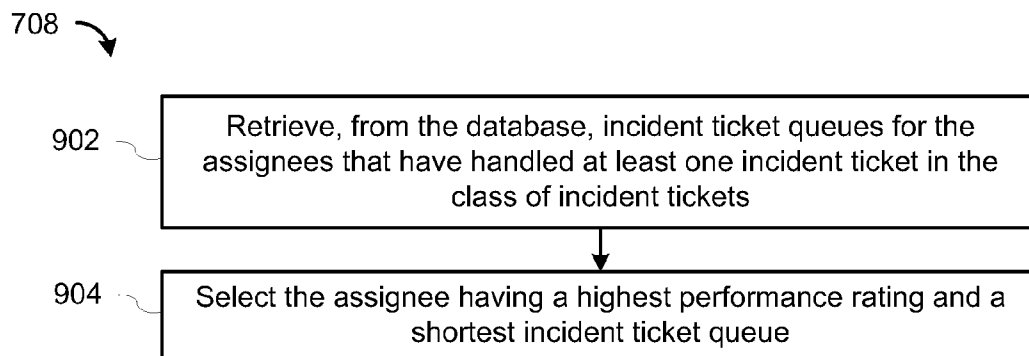 708
902
Retrieve, from the database, incident ticket queues for the
assignees that have handled at least one incident ticket in the
class of incident tickets
904
Select the assignee having a highest performance rating and a
shortest incident ticket queue